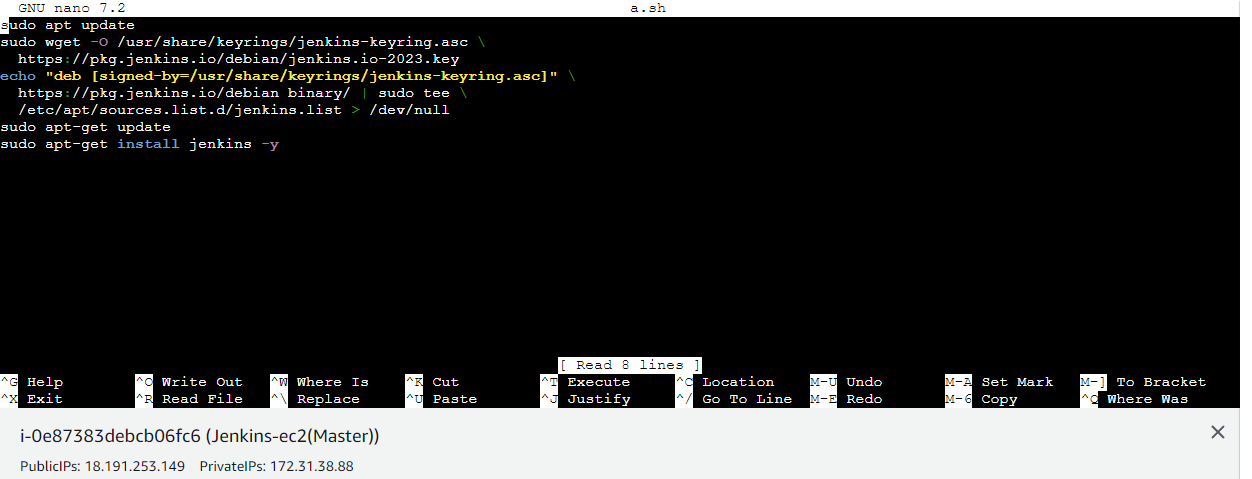 GNU nano 7.2 a.sh
sudo apt update
sudo wget -O /usr/share/keyrings/jenkins-keyring.asc \
https://pkg.jenkins.io/debian/jenkins.io-2023.key
echo "deb [signed-by=/usr/share/keyrings/jenkins-keyring.asc]" \
https://pkg.jenkins.io/debian binary/ | sudo tee \
/etc/apt/sources.list.d/jenkins.list > /dev/null
sudo apt-get update
sudo apt-get install jenkins -y
[ Read 8 lines ]
^G Help ^O Write Out ^W Where Is ^K Cut ^T Execute ^C Location M-U Undo M-A Set Mark M-] To Bracket
^X Exit ^R Read File ^\ Replace ^U Paste ^J Justify ^/ Go To Line M-E Redo M-6 Copy ^Q Where Was
i-0e87383debcb06fc6 (Jenkins-ec2(Master))
PublicIPs: 18.191.253.149 PrivateIPs: 172.31.38.88